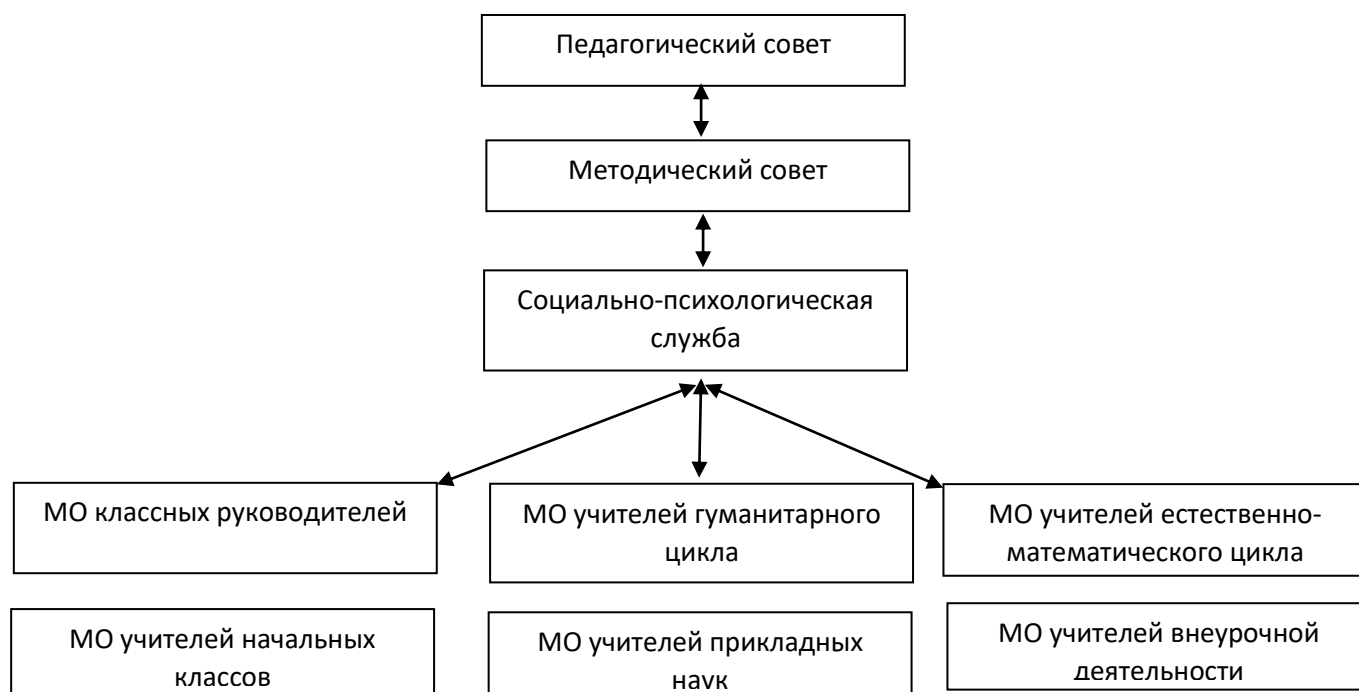 Педагогический совет
Методический совет
Социально-психологическая
служба
МО классных руководителей
МО учителей гуманитарного
цикла
МО учителей естественно-
математического цикла
МО учителей начальных
классов
МО учителей прикладных
наук
МО учителей внеурочной
деятельности